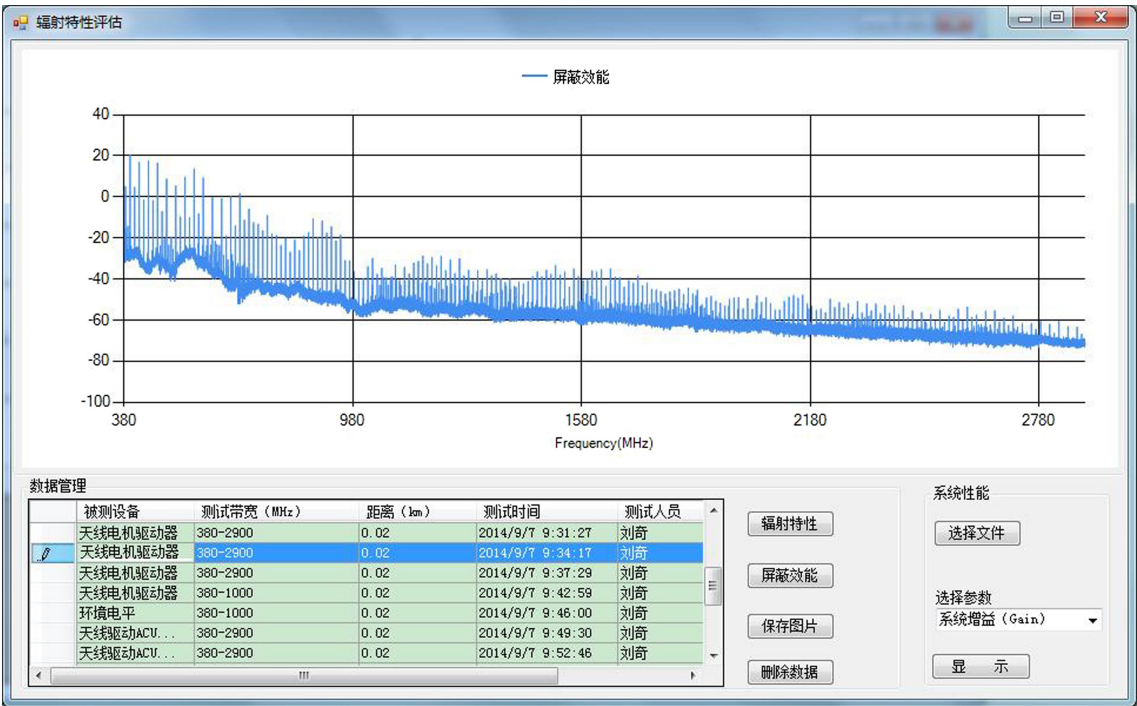 辐射特性评估
屏蔽效能
40
20
0
-20
-40
-60
-80
-100
380 980 1580 2180 2780
Frequency(MHz)
数据管理
被测设备 测试带宽（MHz） 距离（km） 测试时间 测试人员
天线电机驱动器 380-2900 0.02 2014/9/7 9:31:27 刘奇
天线电机驱动器 380-2900 0.02 2014/9/7 9:34:17 刘奇
天线电机驱动器 380-2900 0.02 2014/9/7 9:37:29 刘奇
天线电机驱动器 380-1000 0.02 2014/9/7 9:42:59 刘奇
环境电平 380-1000 0.02 2014/9/7 9:46:00 刘奇
天线驱动ACU... 380-2900 0.02 2014/9/7 9:49:30 刘奇
天线驱动ACU... 380-2900 0.02 2014/9/7 9:52:46 刘奇
辐射特性
屏蔽效能
保存图片
删除数据
系统性能
选择文件
选择参数
系统增益（Gain）
显 示